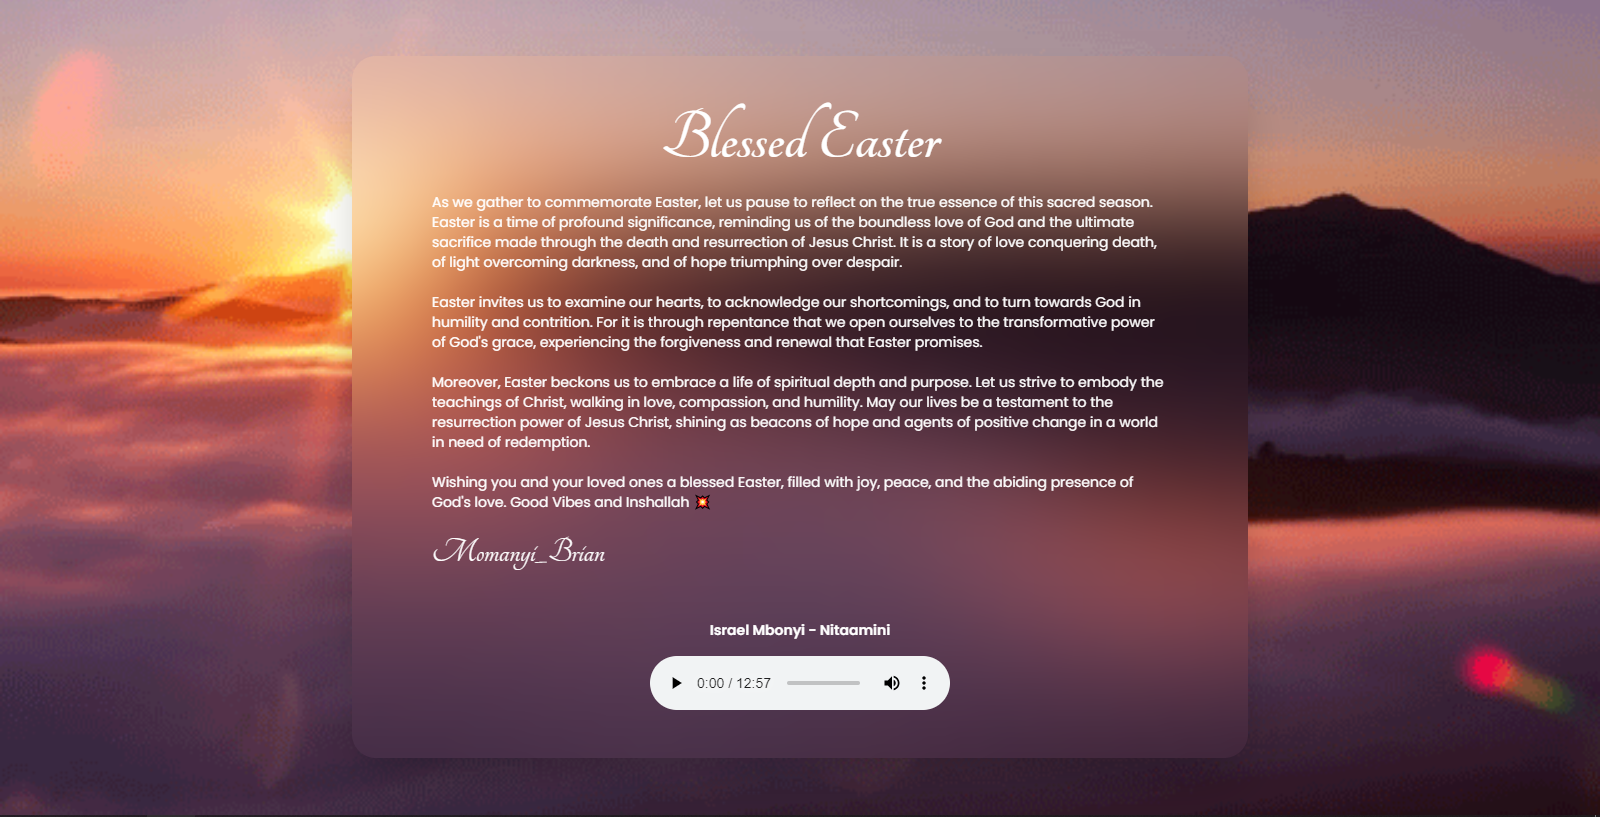 Blessed Easter
As we gather to commemorate Easter, let us pause to reflect on the true essence of this sacred season.
Easter is a time of profound significance, reminding us of the boundless love of God and the ultimate
sacrifice made through the death and resurrection of Jesus Christ. It is a story of love conquering death,
of light overcoming darkness, and of hope triumphing over despair.
Easter invites us to examine our hearts, to acknowledge our shortcomings, and to turn towards God in
humility and contrition. For it is through repentance that we open ourselves to the transformative power
of God's grace, experiencing the forgiveness and renewal that Easter promises.
Moreover, Easter beckons us to embrace a life of spiritual depth and purpose. Let us strive to embody the
teachings of Christ, walking in love, compassion, and humility. May our lives be a testament to the
resurrection power of Jesus Christ, shining as beacons of hope and agents of positive change in a world
in need of redemption.
Wishing you and your loved ones a blessed Easter, filled with joy, peace, and the abiding presence of
God's love. Good Vibes and Inshallah 💥
Momanyi_Brian
Israel Mbonyi - Nitaamini
0:00 / 12:57